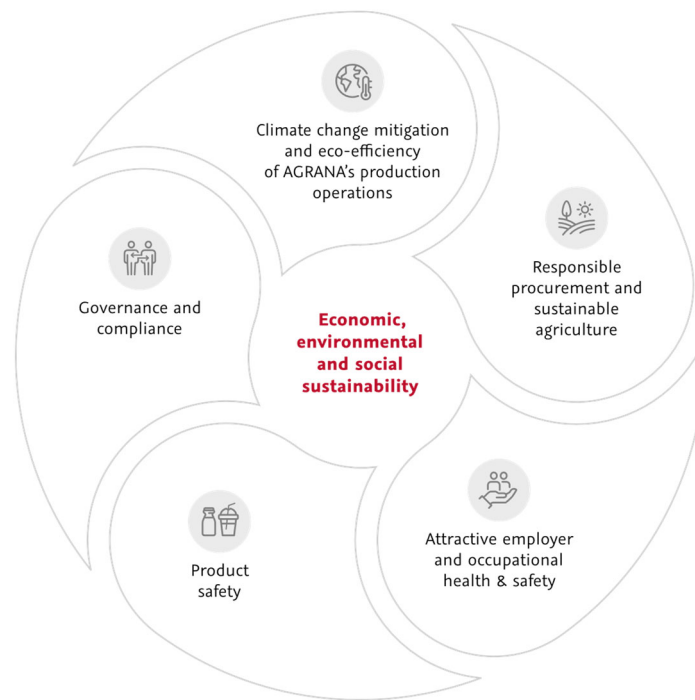 Climate change mitigation
and eco-efficiency
of AGRANA's production
operations
Responsible
procurement and
sustainable
agriculture
Governance and
compliance
Economic,
environmental
and social
sustainability
Attractive employer
and occupational
health & safety
Product
safety